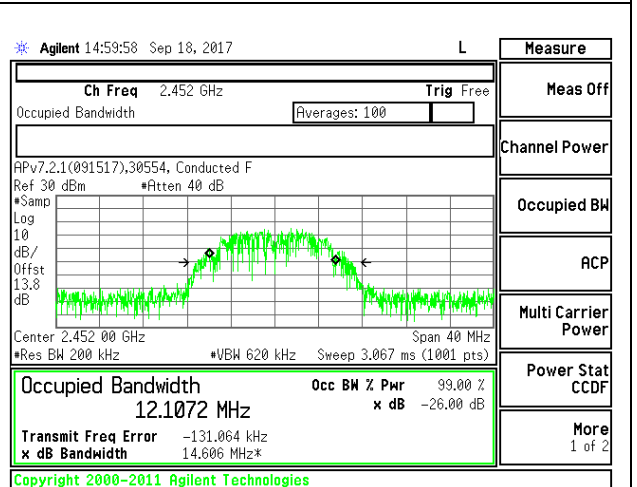 Agilent 14:59:58 Sep 18, 2017 L
Measure
Ch Freq 2.452 GHz Trig Free
Occupied Bandwidth Averages: 100
APv7.2.1(091517),30554, Conducted F
Ref 30 dBm #Atten 40 dB
#Samp
Log
10
dB/
Offst
13.8
dB
Center 2.452 00 GHz Span 40 MHz
#Res BW 200 kHz #VBW 620 kHz Sweep 3.067 ms (1001 pts)
Occupied Bandwidth Occ BW % Pwr 99.00 %
12.1072 MHz x dB -26.00 dB
Transmit Freq Error -131.064 kHz
x dB Bandwidth 14.606 MHz*
Meas Off
Channel Power
Occupied BW
ACP
Multi Carrier
Power
Power Stat
CCDF
More
1 of 2
Copyright 2000-2011 Agilent Technologies